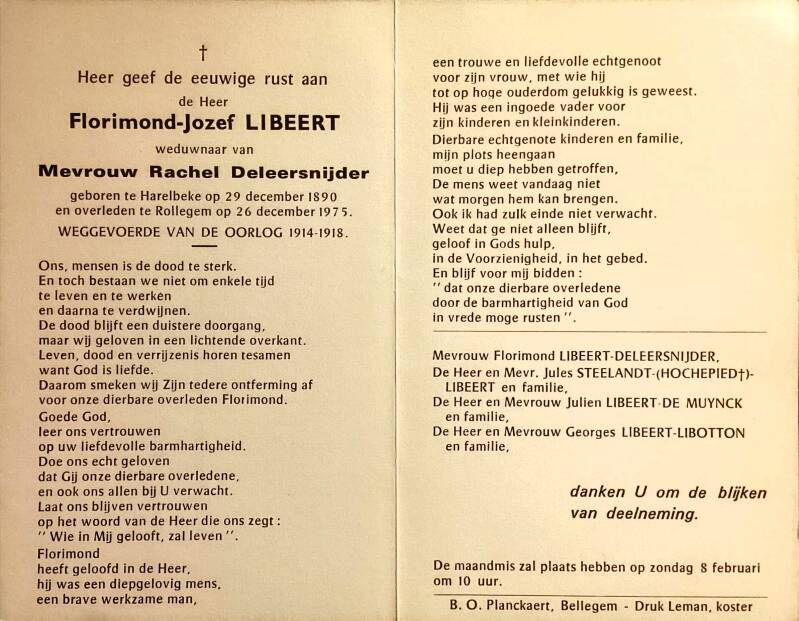 †
Heer geef de eeuwige rust aan
de Heer
Florimond-Jozef LIBEERT
weduwnaar van
Mevrouw Rachel Deleersnijder
geboren te Harelbeke op 29 december 1890
en overleden te Rollegem op 26 december 1975.
WEGGEVOERDE VAN DE OORLOG 1914-1918.
Ons, mensen is de dood te sterk.
En toch bestaan we niet om enkele tijd
te leven en te werken
en daarna te verdwijnen.
De dood blijft een duistere doorgang,
maar wij geloven in een lichtende overkant.
Leven, dood en verrijzenis horen tesamen
want God is liefde.
Daarom smeken wij Zijn tedere ontferming af
voor onze dierbare overleden Florimond.
Goede God,
leer ons vertrouwen
op uw liefdevolle barmhartigheid.
Doe ons echt geloven
dat Gij onze dierbare overledene,
en ook ons allen bij U verwacht.
Laat ons blijven vertrouwen
op het woord van de Heer die ons zegt :
" Wie in Mij gelooft, zal leven ".
Florimond
heeft geloofd in de Heer,
hij was een diepgelovig mens,
een brave werkzame man,
een trouwe en liefdevolle echtgenoot
voor zijn vrouw, met wie hij
tot op hoge ouderdom gelukkig is geweest.
Hij was een ingoede vader voor
zijn kinderen en kleinkinderen.
Dierbare echtgenote kinderen en familie,
mijn plots heengaan
moet u diep hebben getroffen,
De mens weet vandaag niet
wat morgen hem kan brengen.
Ook ik had zulk einde niet verwacht.
Weet dat ge niet alleen blijft,
geloof in Gods hulp,
in de Voorzienigheid, in het gebed.
En blijf voor mij bidden :
" dat onze dierbare overledene
door de barmhartigheid van God
in vrede moge rusten ".
Mevrouw Florimond LIBEERT-DELEERSNIJDER,
De Heer en Mevr. Jules STEELANDT-(HOCHEPIED†)-
LIBEERT en familie,
De Heer en Mevrouw Julien LIBEERT-DE MUYNCK
en familie,
De Heer en Mevrouw Georges LIBEERT-LIBOTTON
en familie,
danken U om de blijken
van deelneming.
De maandmis zal plaats hebben op zondag 8 februari
om 10 uur.
B. O. Planckaert, Bellegem - Druk Leman, koster